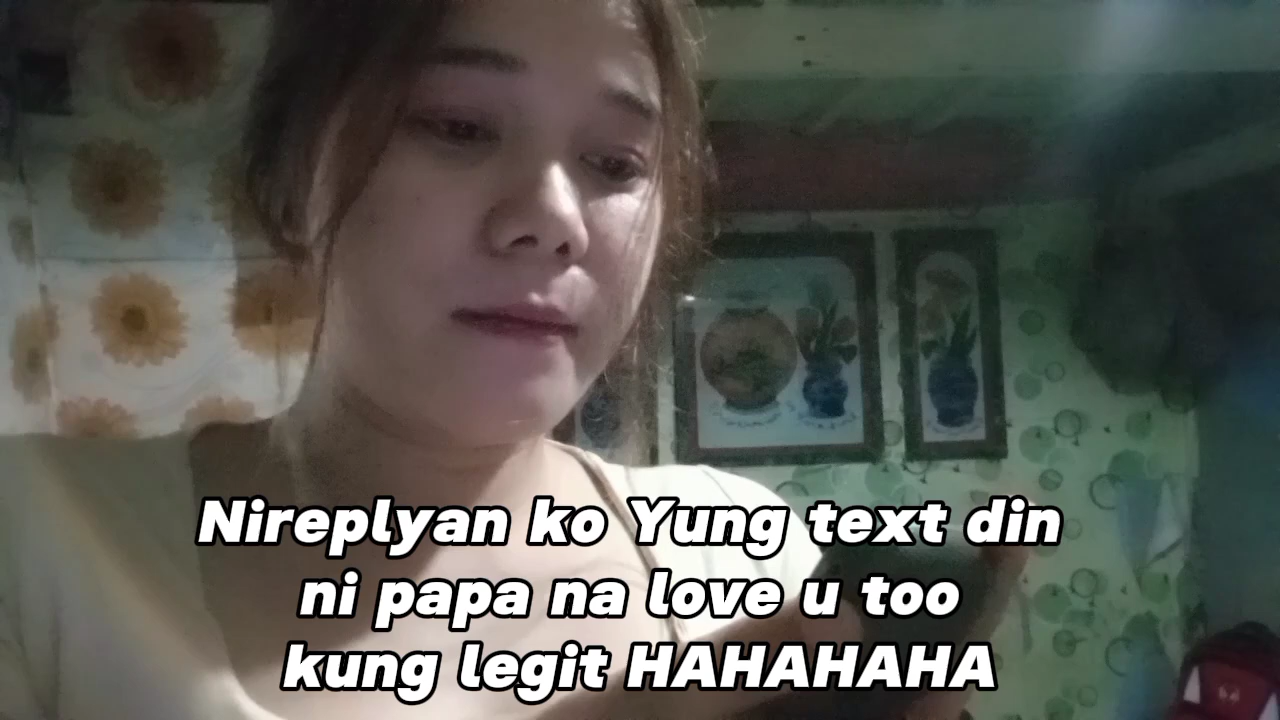 Nireplyan ko Yung text din
ni papa na love u too
kung legit HAHAHAHA